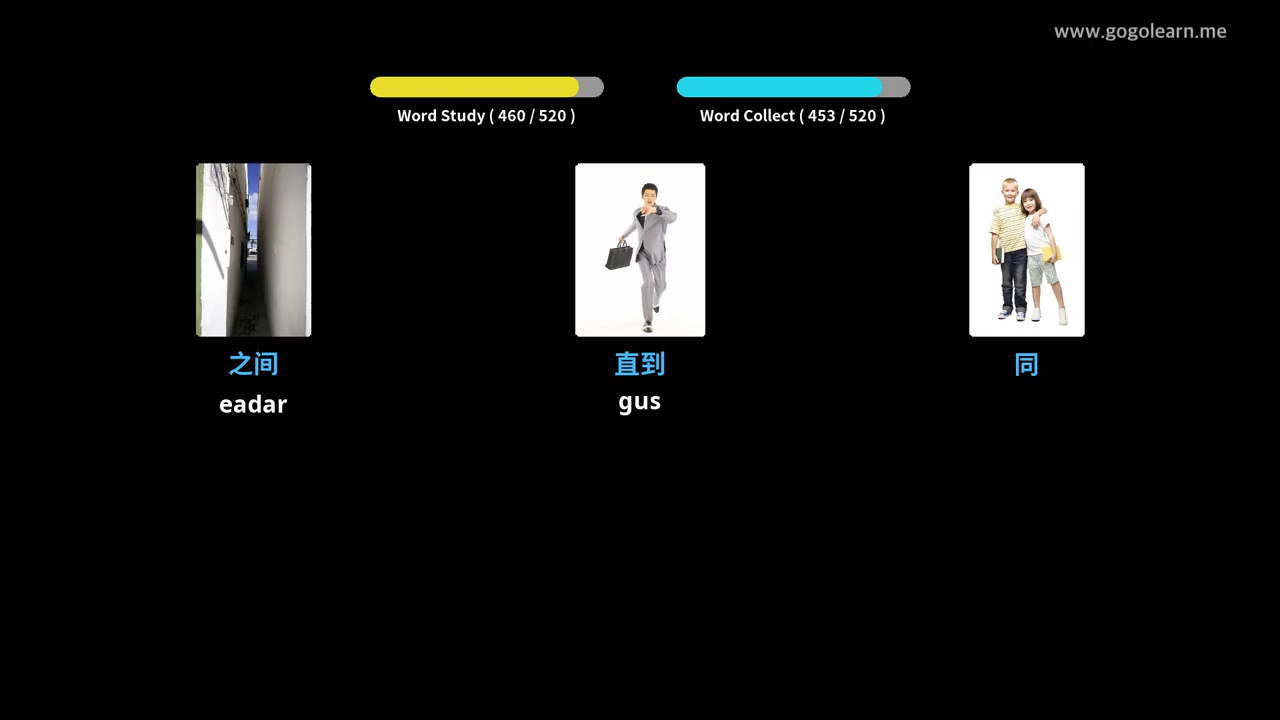 www.gogolearn.me
Word Study ( 460 / 520 )
Word Collect ( 453 / 520 )
之间
直到
同
eadar
gus